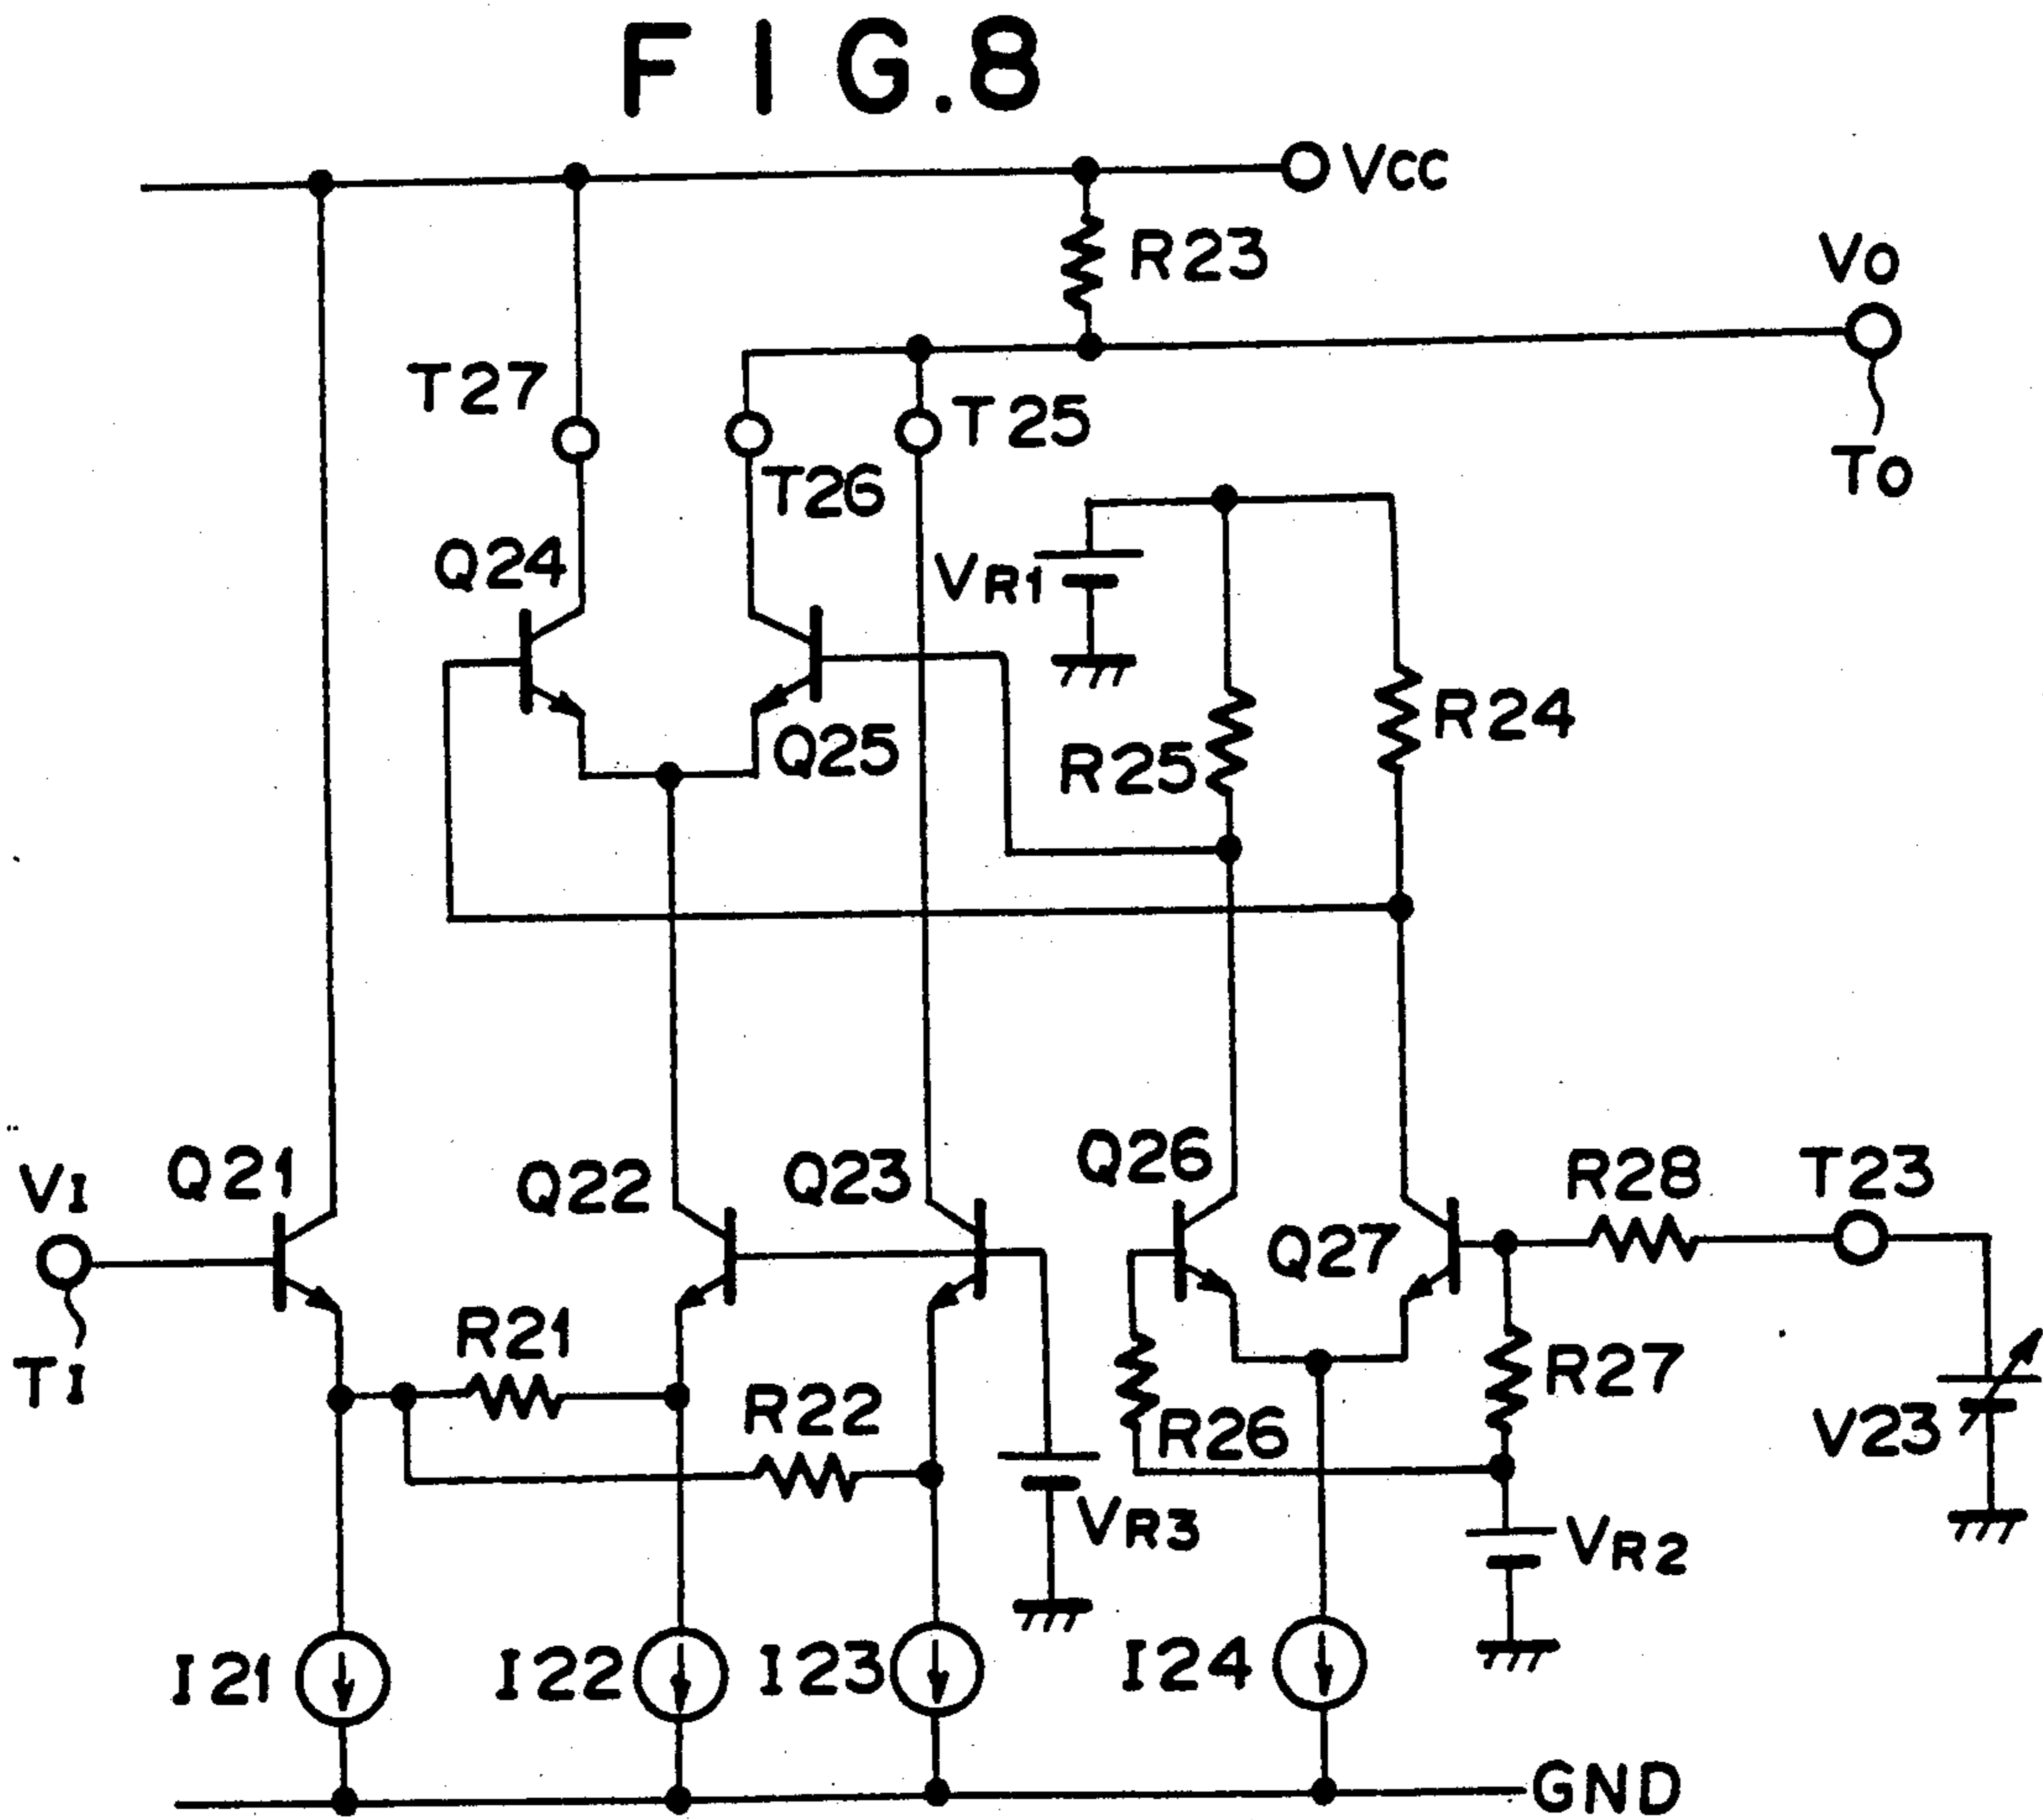 FIG.8
VCC
R23
VO
T27
T25
TO
T26
Q24
VR1
R24
Q25
R25
Q26
R28
T23
Q21
Q22
Q23
VI
Q27
R21
TI
R22
R27
R26
V23
VR3
VR2
I21
I22
I23
I24
GND